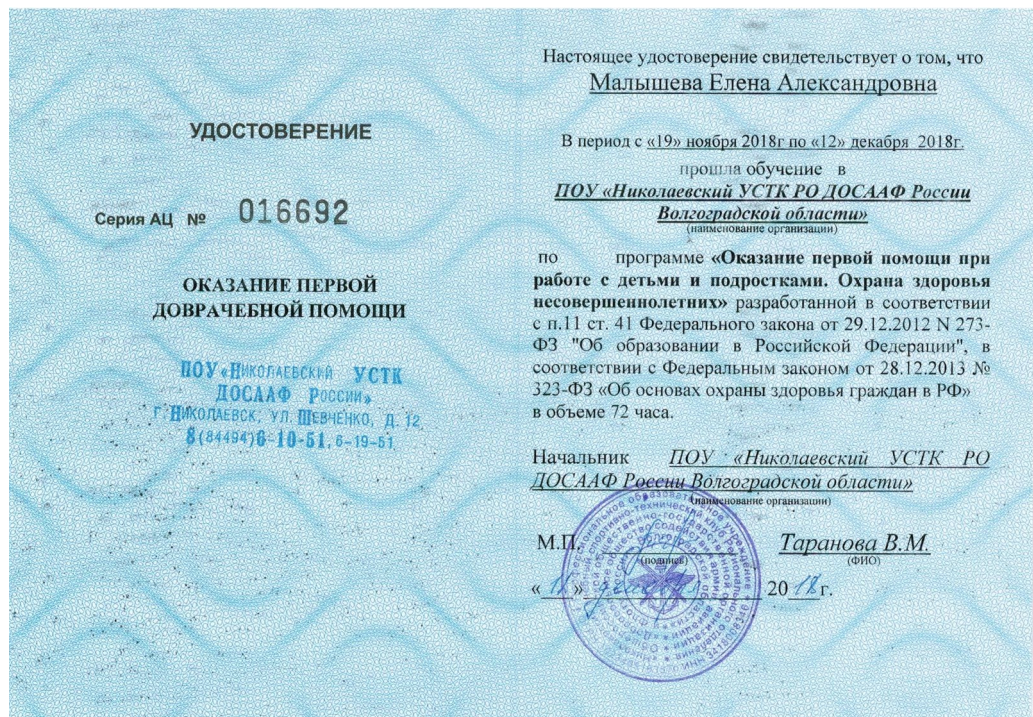 УДОСТОВЕРЕНИЕ
Серия АЦ № 016692
ОКАЗАНИЕ ПЕРВОЙ
ДОВРАЧЕБНОЙ ПОМОЩИ
ПОУ «Николаевский УСТК
ДОСААФ России»
г. Николаевск, ул. Шевченко, д. 12,
8(84494)6-10-51, 6-19-51
Настоящее удостоверение свидетельствует о том, что
Малышева Елена Александровна
В период с «19» ноября 2018г по «12» декабря 2018г.
прошла обучение в
ПОУ «Николаевский УСТК РО ДОСААФ России
Волгоградской области»
(наименование организации)
по программе «Оказание первой помощи при
работе с детьми и подростками. Охрана здоровья
несовершеннолетних» разработанной в соответствии
с п.11 ст. 41 Федерального закона от 29.12.2012 N 273-
ФЗ "Об образовании в Российской Федерации", в
соответствии с Федеральным законом от 28.12.2013 №
323-ФЗ «Об основах охраны здоровья граждан в РФ»
в объеме 72 часа.
Начальник ПОУ «Николаевский УСТК РО
ДОСААФ России Волгоградской области»
(наименование организации)
М.П. Таранова В.М.
(подпись) (ФИО)
« » декабря 2018г.